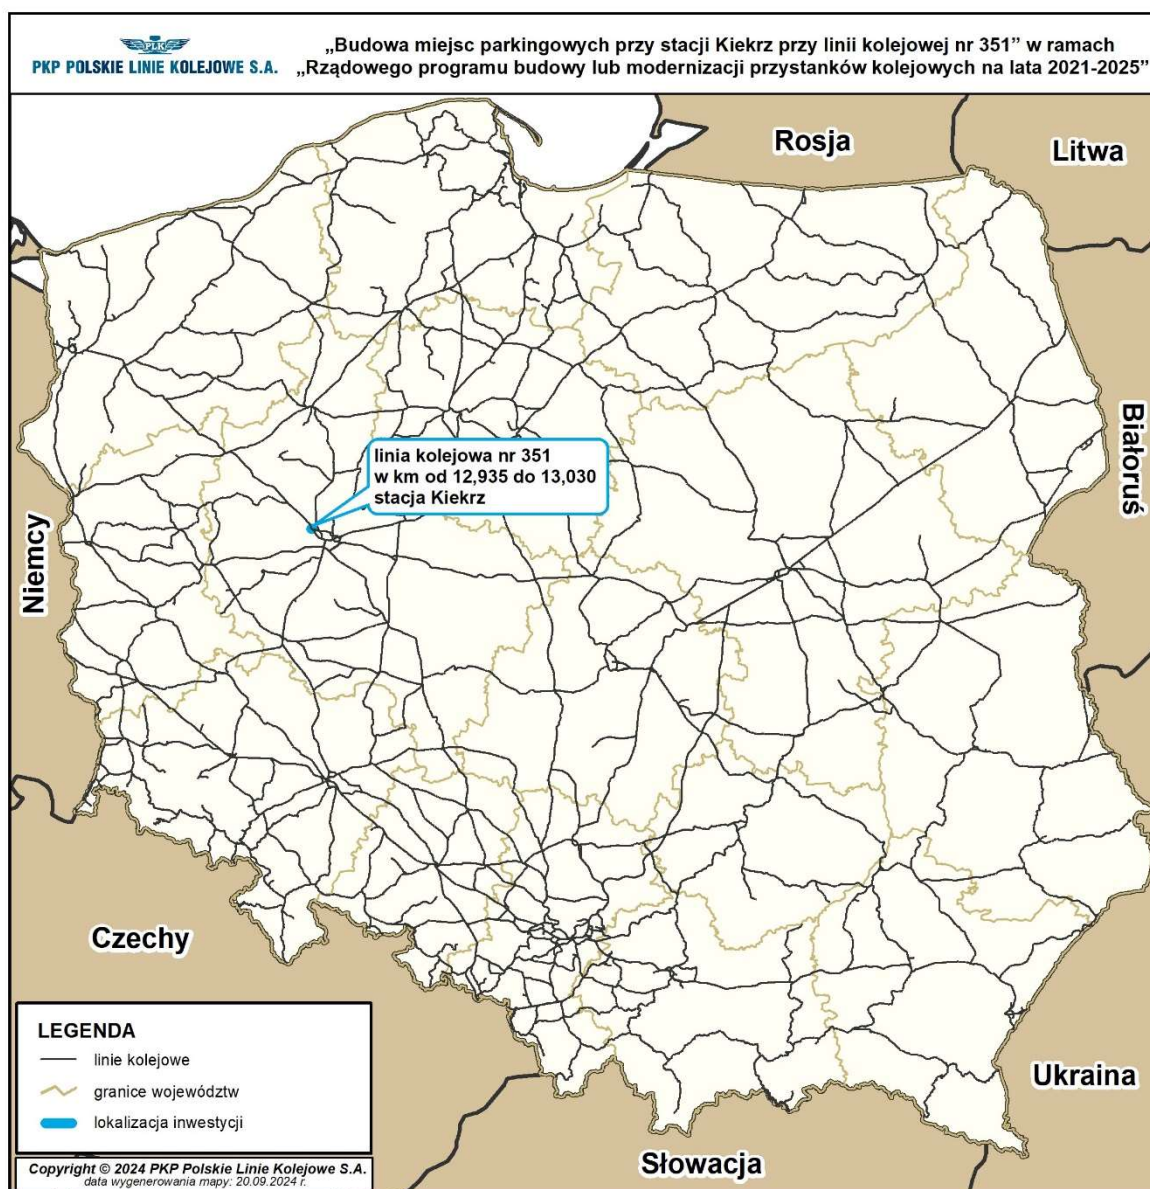 PLK
PKP POLSKIE LINIE KOLEJOWE S.A.
„Budowa miejsc parkingowych przy stacji Kiekrz przy linii kolejowej nr 351” w ramach
„Rządowego programu budowy lub modernizacji przystanków kolejowych na lata 2021-2025”
Rosja
Litwa
Białoruś
linia kolejowa nr 351
w km od 12,935 do 13,030
stacja Kiekrz
Niemcy
Czechy
Ukraina
Słowacja
LEGENDA
linie kolejowe
granice województw
lokalizacja inwestycji
Copyright © 2024 PKP Polskie Linie Kolejowe S.A.
data wygenerowania mapy: 20.09.2024 r.